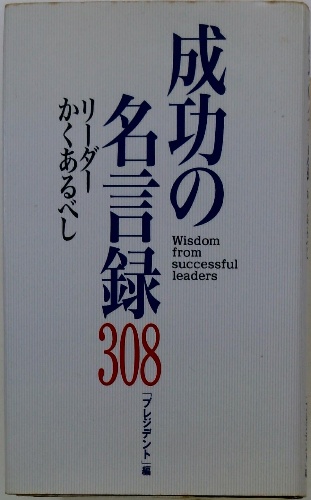 成功の
名言録
308
リーダー
かくあるべし
Wisdom
from
successful
leaders
「プレジデント」編